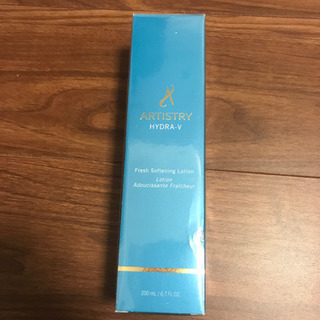 ARTISTRY
HYDRA-V
Fresh Softening Lotion
Lotion
Adoucissante Fraîcheur
200 mL / 6.7 FL.OZ.